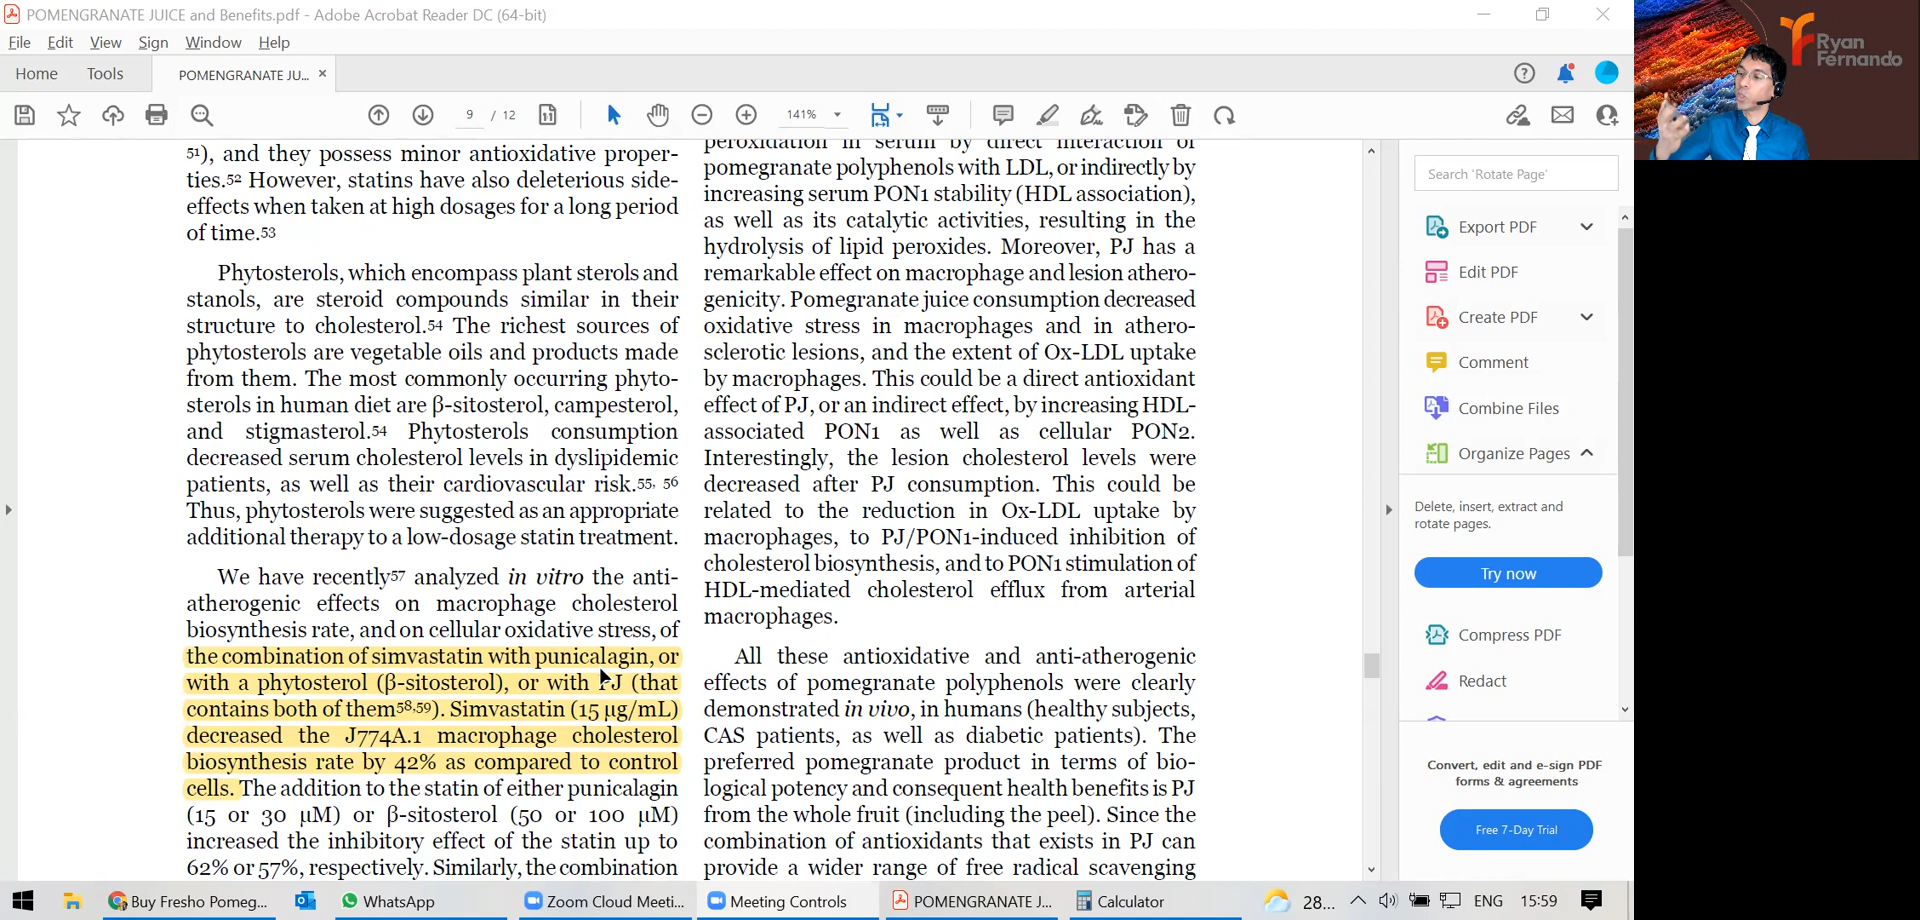 POMENGRANATE JUICE and Benefits.pdf - Adobe Acrobat Reader DC (64-bit)
File Edit View Sign Window Help
Home Tools POMENGRANATE JU... ×
9 / 12 141%
51), and they possess minor antioxidative proper-
ties.52 However, statins have also deleterious side-
effects when taken at high dosages for a long period
of time.53
Phytosterols, which encompass plant sterols and
stanols, are steroid compounds similar in their
structure to cholesterol.54 The richest sources of
phytosterols are vegetable oils and products made
from them. The most commonly occurring phyto-
sterols in human diet are β-sitosterol, campesterol,
and stigmasterol.54 Phytosterols consumption
decreased serum cholesterol levels in dyslipidemic
patients, as well as their cardiovascular risk.55, 56
Thus, phytosterols were suggested as an appropriate
additional therapy to a low-dosage statin treatment.
We have recently57 analyzed in vitro the anti-
atherogenic effects on macrophage cholesterol
biosynthesis rate, and on cellular oxidative stress, of
the combination of simvastatin with punicalagin, or
with a phytosterol (β-sitosterol), or with PJ (that
contains both of them58,59). Simvastatin (15 µg/mL)
decreased the J774A.1 macrophage cholesterol
biosynthesis rate by 42% as compared to control
cells. The addition to the statin of either punicalagin
(15 or 30 µM) or β-sitosterol (50 or 100 µM)
increased the inhibitory effect of the statin up to
62% or 57%, respectively. Similarly, the combination
peroxidation in serum by direct interaction of
pomegranate polyphenols with LDL, or indirectly by
increasing serum PON1 stability (HDL association),
as well as its catalytic activities, resulting in the
hydrolysis of lipid peroxides. Moreover, PJ has a
remarkable effect on macrophage and lesion athero-
genicity. Pomegranate juice consumption decreased
oxidative stress in macrophages and in athero-
sclerotic lesions, and the extent of Ox-LDL uptake
by macrophages. This could be a direct antioxidant
effect of PJ, or an indirect effect, by increasing HDL-
associated PON1 as well as cellular PON2.
Interestingly, the lesion cholesterol levels were
decreased after PJ consumption. This could be
related to the reduction in Ox-LDL uptake by
macrophages, to PJ/PON1-induced inhibition of
cholesterol biosynthesis, and to PON1 stimulation of
HDL-mediated cholesterol efflux from arterial
macrophages.
All these antioxidative and anti-atherogenic
effects of pomegranate polyphenols were clearly
demonstrated in vivo, in humans (healthy subjects,
CAS patients, as well as diabetic patients). The
preferred pomegranate product in terms of bio-
logical potency and consequent health benefits is PJ
from the whole fruit (including the peel). Since the
combination of antioxidants that exists in PJ can
provide a wider range of free radical scavenging
Search 'Rotate Page'
Export PDF
Edit PDF
Create PDF
Comment
Combine Files
Organize Pages
Delete, insert, extract and
rotate pages.
Try now
Compress PDF
Redact
Convert, edit and e-sign PDF
forms & agreements
Free 7-Day Trial
Ryan
Fernando
Buy Fresho Pomeg... WhatsApp Zoom Cloud Meeti... Meeting Controls POMENGRANATE J... Calculator 28... ENG 15:59